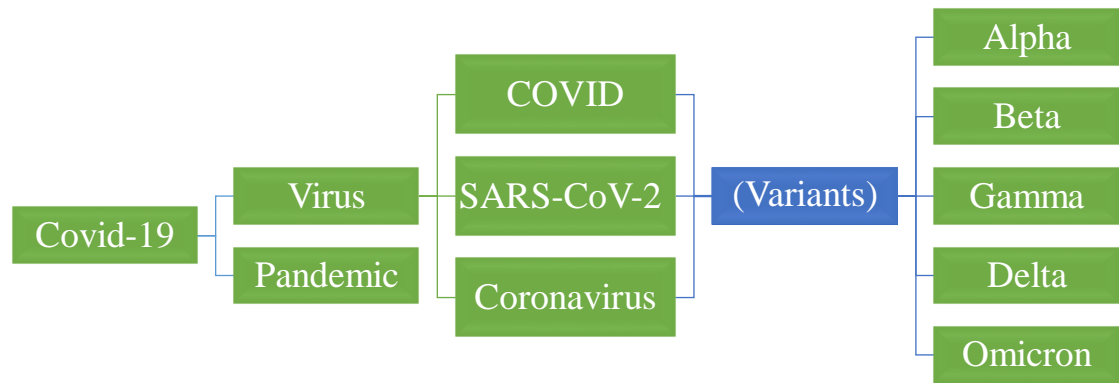 Covid-19
Virus
Pandemic
COVID
SARS-CoV-2
Coronavirus
(Variants)
Alpha
Beta
Gamma
Delta
Omicron